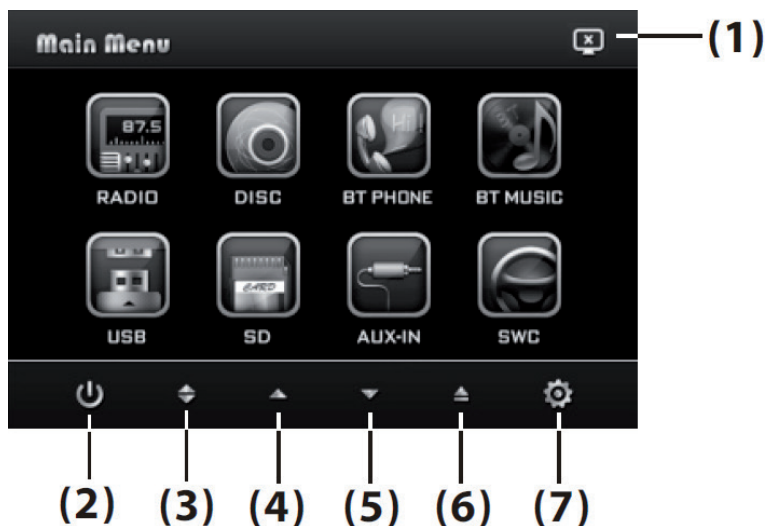 Main Menu
(1)
87.5
Hi!
RADIO DISC BT PHONE BT MUSIC
CARD
USB SD AUX-IN SWC
(2) (3) (4) (5) (6) (7)